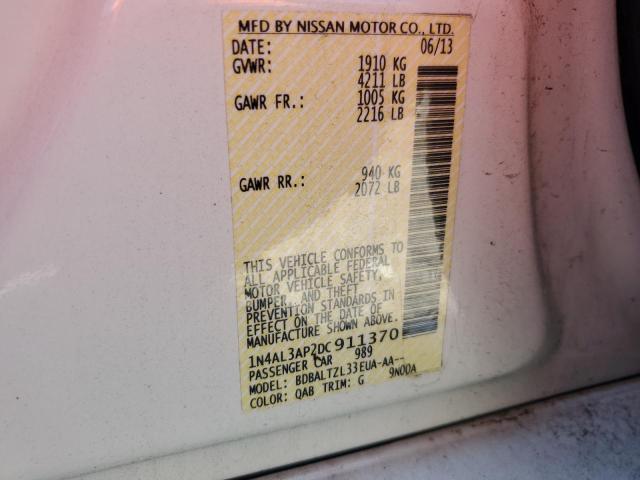 MFD BY NISSAN MOTOR CO., LTD.
DATE: 06/13
GVWR: 1910 KG
4211 LB
GAWR FR.: 1005 KG
2216 LB
GAWR RR.: 940 KG
2072 LB
THIS VEHICLE CONFORMS TO
ALL APPLICABLE FEDERAL
MOTOR VEHICLE SAFETY,
BUMPER, AND THEFT
PREVENTION STANDARDS IN
EFFECT ON THE DATE OF
MANUFACTURE SHOWN ABOVE.
1N4AL3AP2DC911370
PASSENGER CAR 989
MODEL: BDBALTZL33EUA-AA--
COLOR: QAB TRIM: G 9N00A